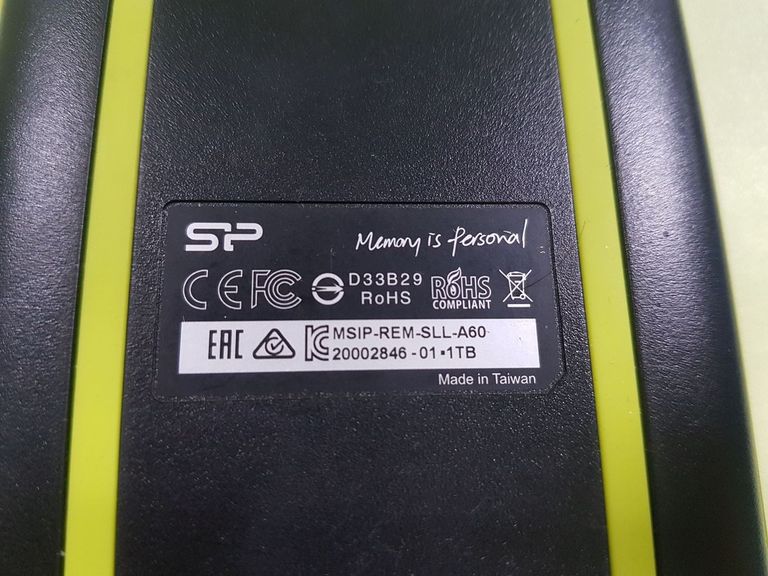 SP Memory is Personal
CE FC D33B29
RoHS
RoHS
COMPLIANT
EAC MSIP-REM-SLL-A60
20002846-01▪1TB
Made in Taiwan